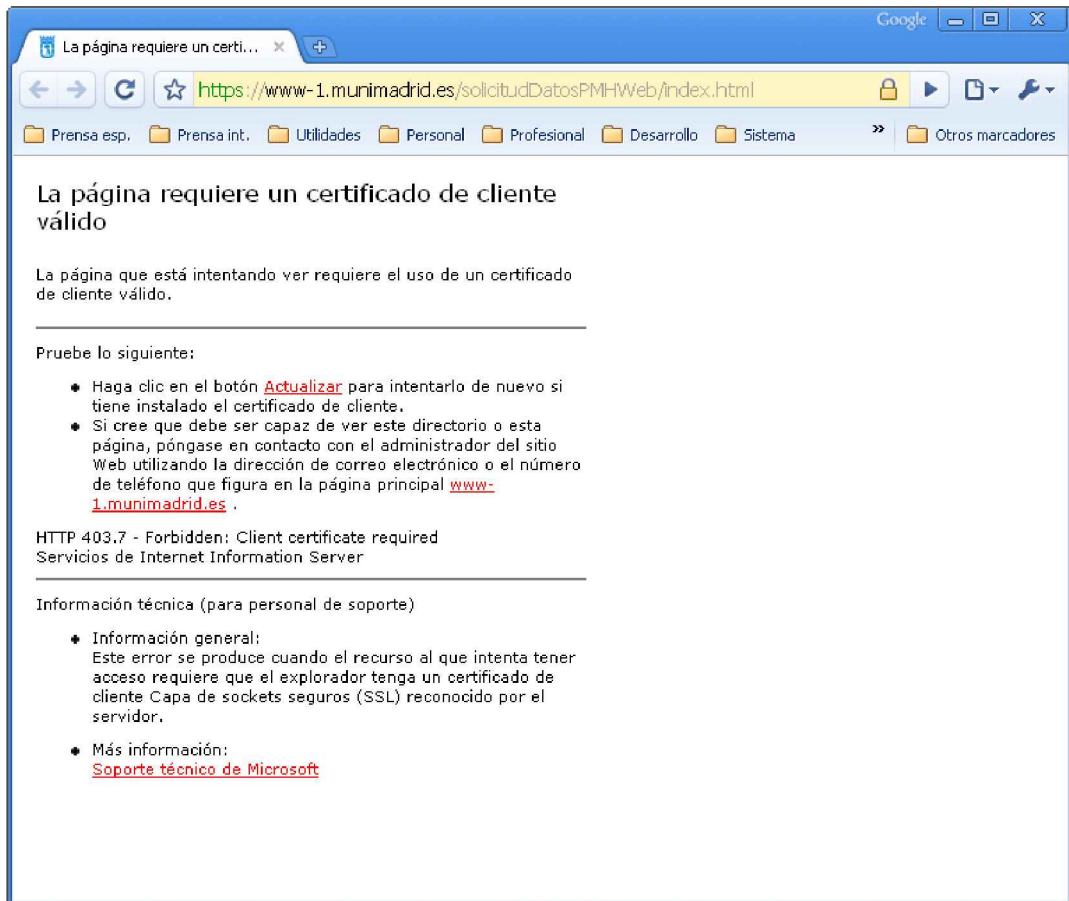 Google
La página requiere un certi...
https://www-1.munimadrid.es/solicitudDatosPMHWeb/index.html
Prensa esp. Prensa int. Utilidades Personal Profesional Desarrollo Sistema » Otros marcadores
La página requiere un certificado de cliente
válido
La página que está intentando ver requiere el uso de un certificado
de cliente válido.
Pruebe lo siguiente:
• Haga clic en el botón Actualizar para intentarlo de nuevo si
tiene instalado el certificado de cliente.
• Si cree que debe ser capaz de ver este directorio o esta
página, póngase en contacto con el administrador del sitio
Web utilizando la dirección de correo electrónico o el número
de teléfono que figura en la página principal www-
1.munimadrid.es .
HTTP 403.7 - Forbidden: Client certificate required
Servicios de Internet Information Server
Información técnica (para personal de soporte)
• Información general:
Este error se produce cuando el recurso al que intenta tener
acceso requiere que el explorador tenga un certificado de
cliente Capa de sockets seguros (SSL) reconocido por el
servidor.
• Más información:
Soporte técnico de Microsoft